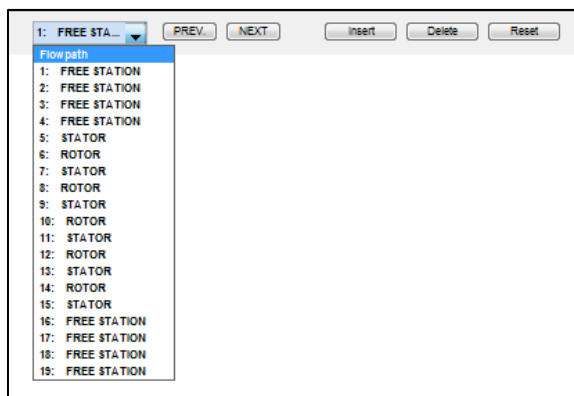 1: FREE STA... PREV. NEXT Insert Delete Reset
Flowpath
1: FREE STATION
2: FREE STATION
3: FREE STATION
4: FREE STATION
5: STATOR
6: ROTOR
7: STATOR
8: ROTOR
9: STATOR
10: ROTOR
11: STATOR
12: ROTOR
13: STATOR
14: ROTOR
15: STATOR
16: FREE STATION
17: FREE STATION
18: FREE STATION
19: FREE STATION